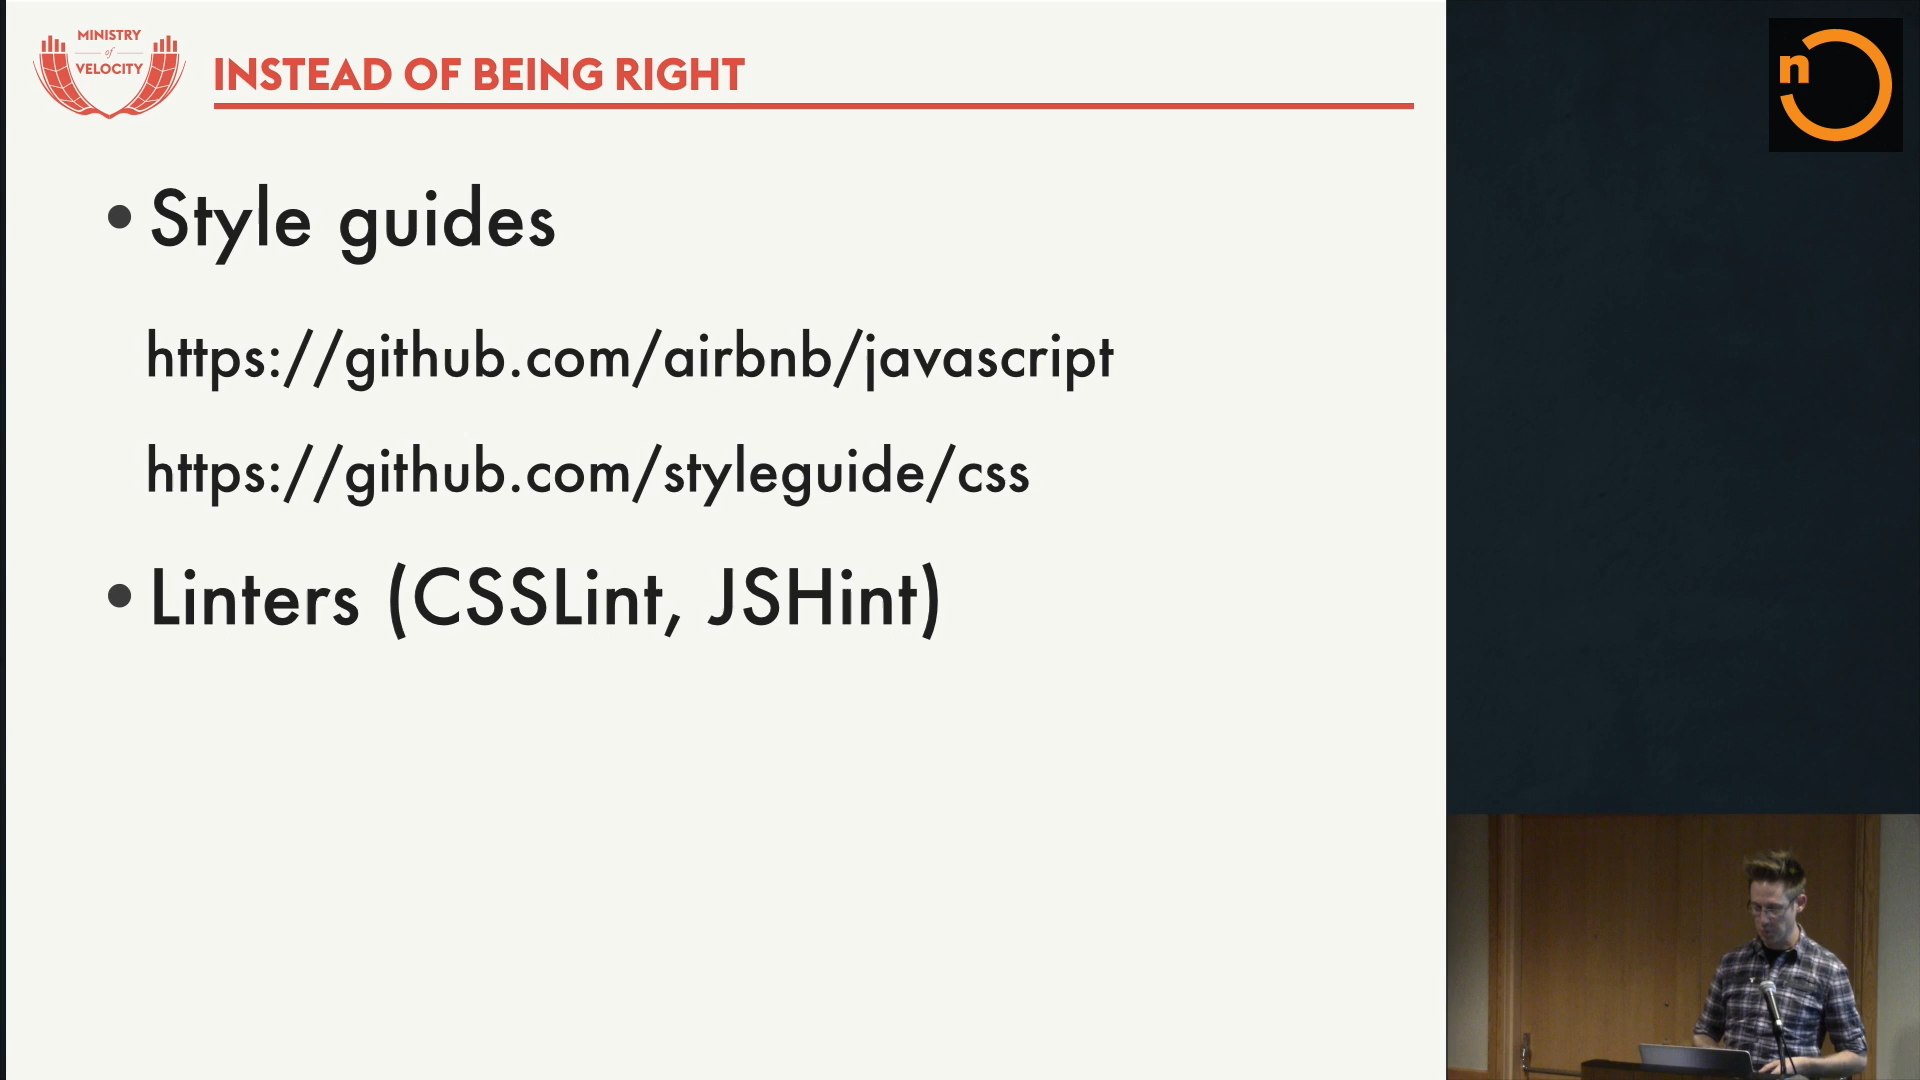 MINISTRY
of
VELOCITY
INSTEAD OF BEING RIGHT
n
• Style guides
https://github.com/airbnb/javascript
https://github.com/styleguide/css
• Linters (CSSLint, JSHint)